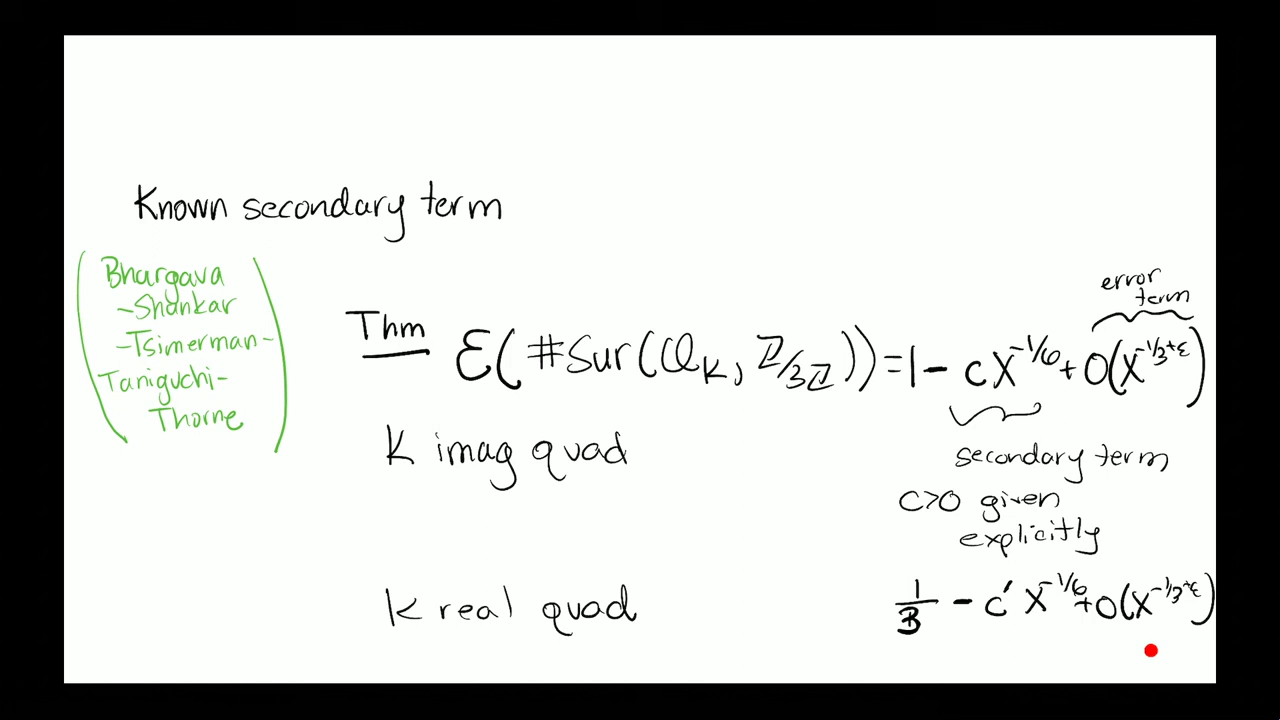 Known secondary term
Bhargava
-Shankar
-Tsimerman-
Taniguchi-
Thorne
error
term
Thm ℰ(#Sur(Cl_K, ℤ/3ℤ)) = 1 - cX^{-1/6} + O(X^{-1/3+ε})
K imag quad
secondary term
C>0 given
explicitly
K real quad 1/3 - c' X^{-1/6} + O(X^{-1/3+ε})